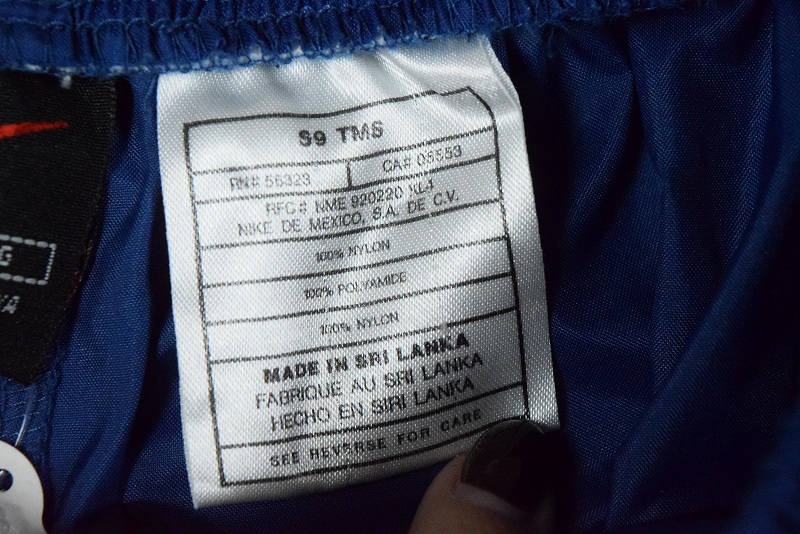 S9 TMS
RN# 56323
CA# 05553
RFC# NME 920220 KL4
NIKE DE MEXICO, S.A. DE C.V.
100% NYLON
100% POLYAMIDE
100% NYLON
MADE IN SRI LANKA
FABRIQUE AU SRI LANKA
HECHO EN SIRI LANKA
SEE REVERSE FOR CARE
G